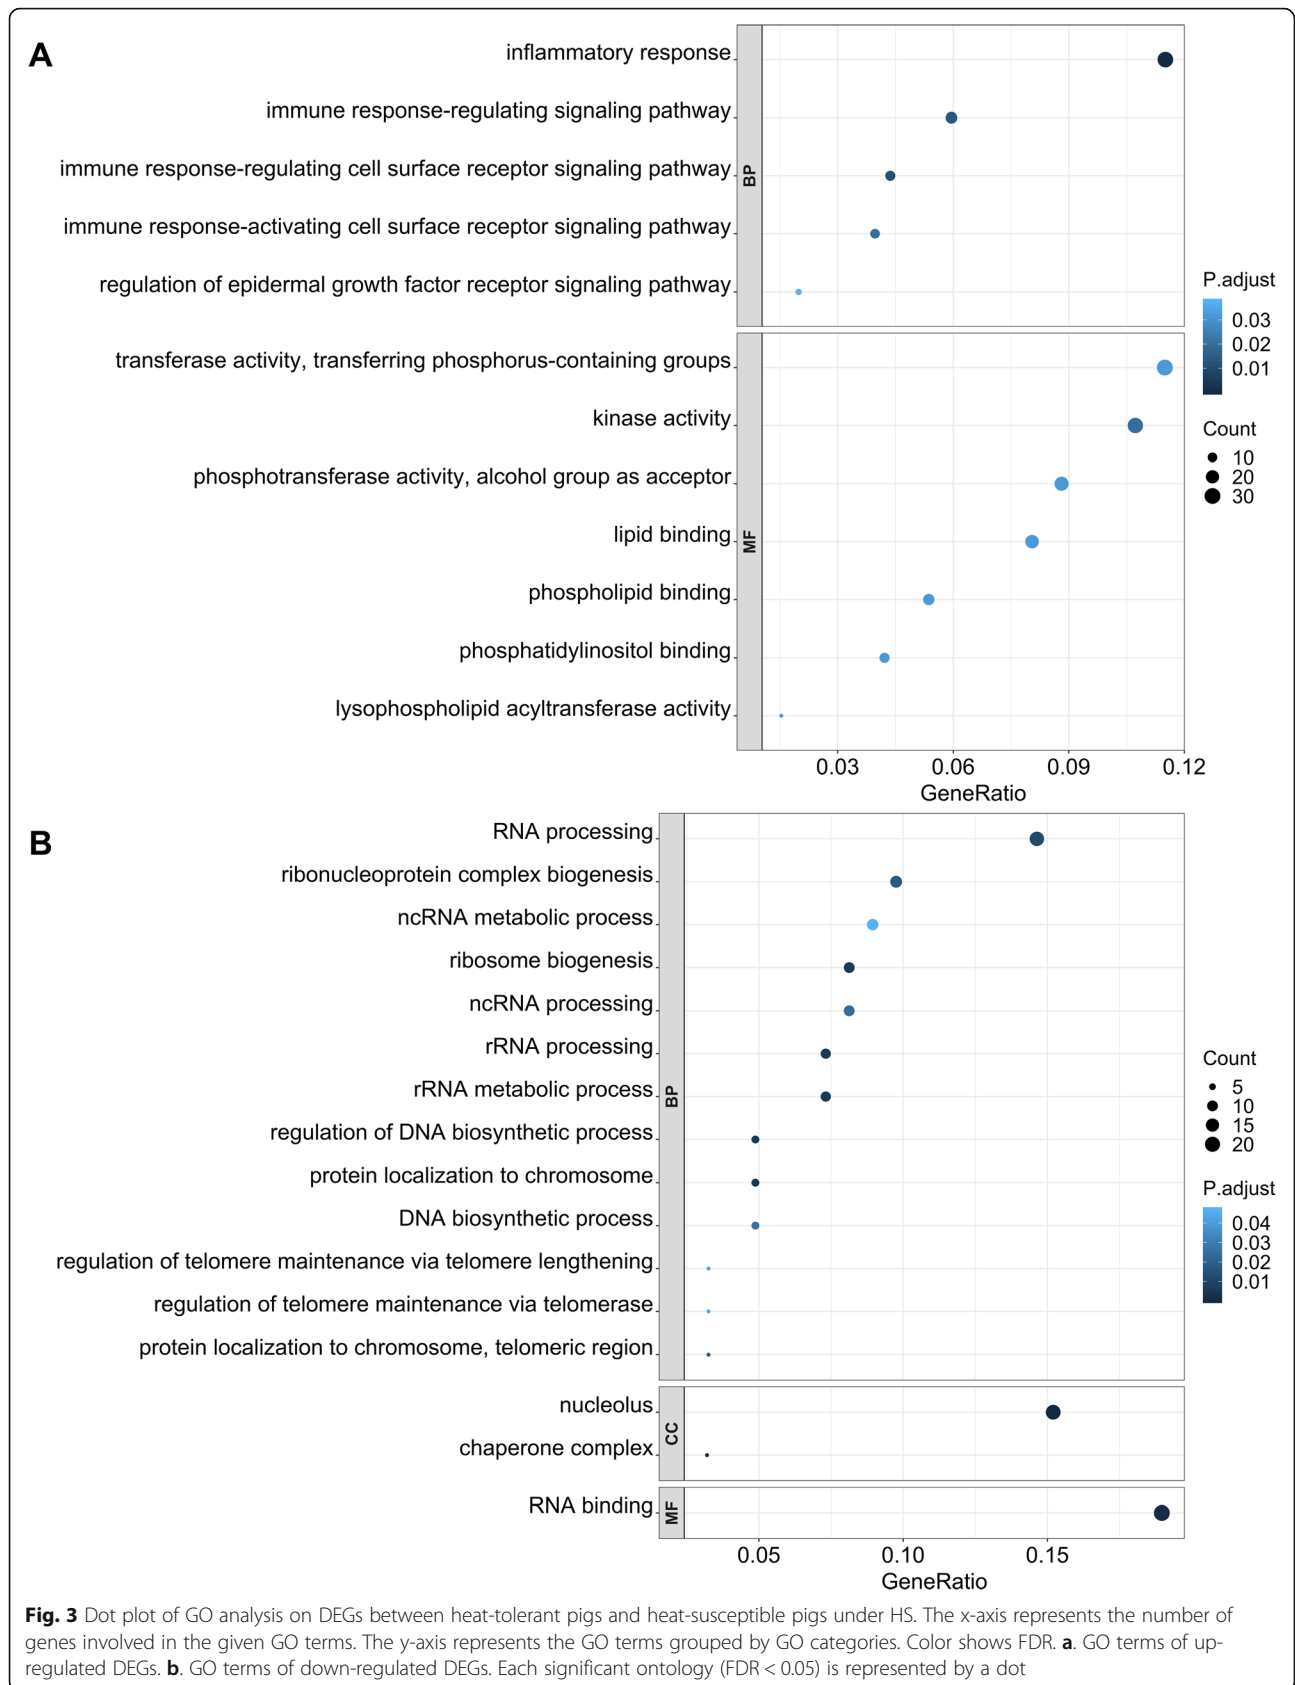 A
inflammatory response
immune response-regulating signaling pathway
immune response-regulating cell surface receptor signaling pathway
immune response-activating cell surface receptor signaling pathway
regulation of epidermal growth factor receptor signaling pathway
BP
transferase activity, transferring phosphorus-containing groups
kinase activity
phosphotransferase activity, alcohol group as acceptor
lipid binding
phospholipid binding
phosphatidylinositol binding
lysophospholipid acyltransferase activity
MF
0.03 0.06 0.09 0.12
GeneRatio
P.adjust
0.03
0.02
0.01
Count
10
20
30
B
RNA processing
ribonucleoprotein complex biogenesis
ncRNA metabolic process
ribosome biogenesis
ncRNA processing
rRNA processing
rRNA metabolic process
regulation of DNA biosynthetic process
protein localization to chromosome
DNA biosynthetic process
regulation of telomere maintenance via telomere lengthening
regulation of telomere maintenance via telomerase
protein localization to chromosome, telomeric region
BP
nucleolus
chaperone complex
CC
RNA binding
MF
0.05 0.10 0.15
GeneRatio
Count
5
10
15
20
P.adjust
0.04
0.03
0.02
0.01
Fig. 3 Dot plot of GO analysis on DEGs between heat-tolerant pigs and heat-susceptible pigs under HS. The x-axis represents the number of
genes involved in the given GO terms. The y-axis represents the GO terms grouped by GO categories. Color shows FDR. a. GO terms of up-
regulated DEGs. b. GO terms of down-regulated DEGs. Each significant ontology (FDR < 0.05) is represented by a dot